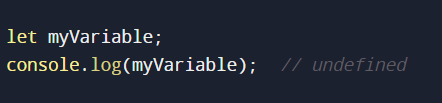 let myVariable;
console.log(myVariable);  // undefined